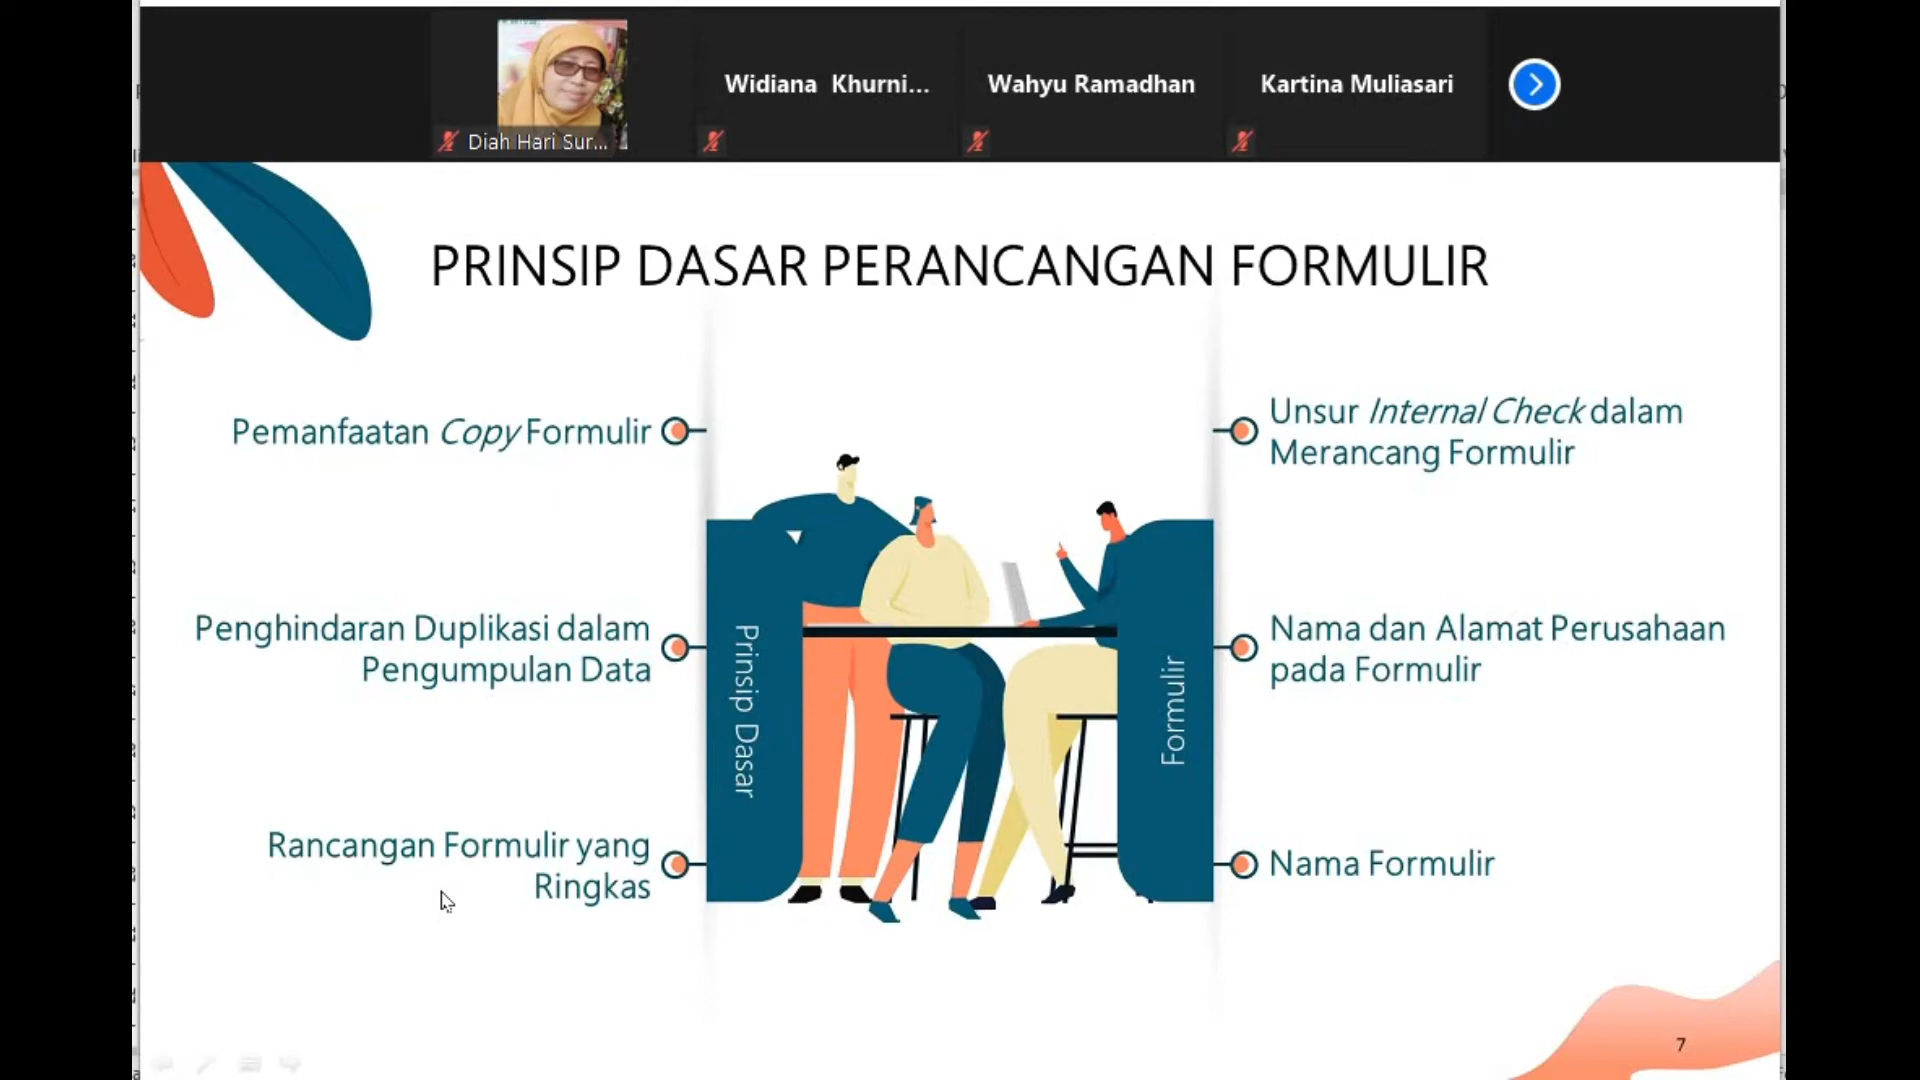 Diah Hari Sur...
Widiana Khurni...
Wahyu Ramadhan
Kartina Muliasari
PRINSIP DASAR PERANCANGAN FORMULIR
Pemanfaatan Copy Formulir
Penghindaran Duplikasi dalam
Pengumpulan Data
Rancangan Formulir yang
Ringkas
Prinsip Dasar
Formulir
Unsur Internal Check dalam
Merancang Formulir
Nama dan Alamat Perusahaan
pada Formulir
Nama Formulir
7